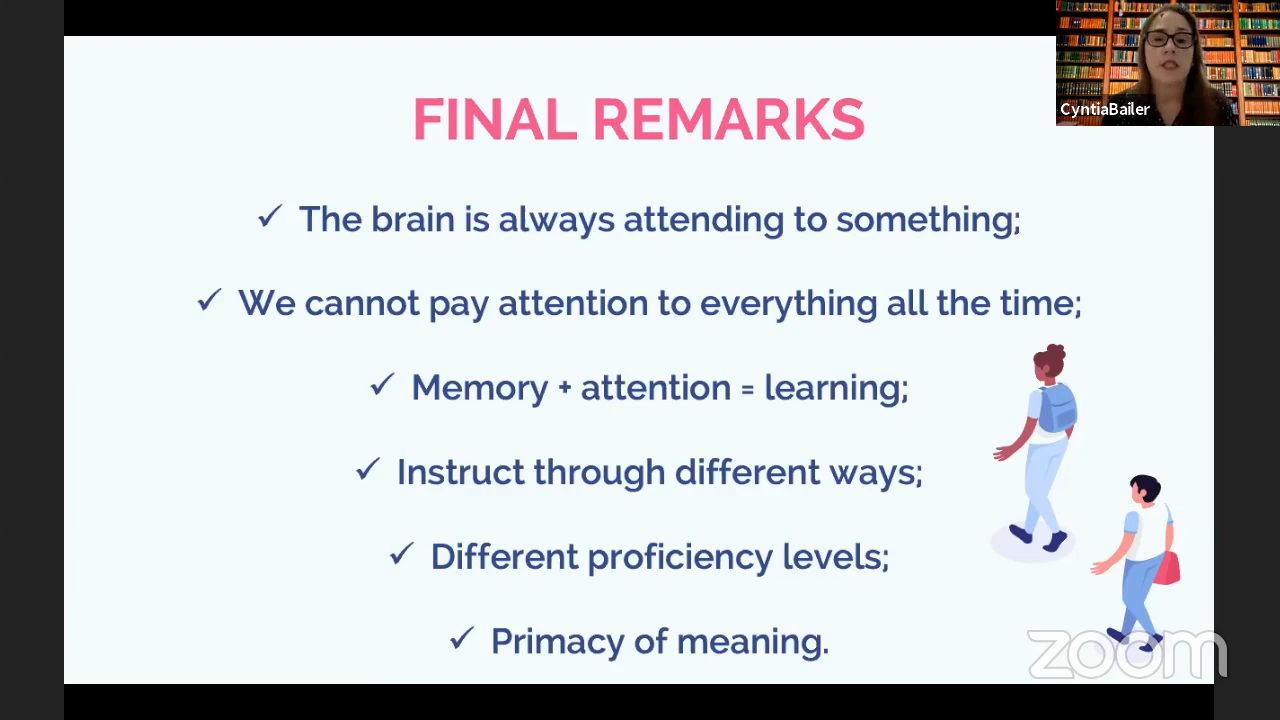 CyntiaBailer
FINAL REMARKS
✓ The brain is always attending to something;
✓ We cannot pay attention to everything all the time;
✓ Memory + attention = learning;
✓ Instruct through different ways;
✓ Different proficiency levels;
✓ Primacy of meaning.
zoom